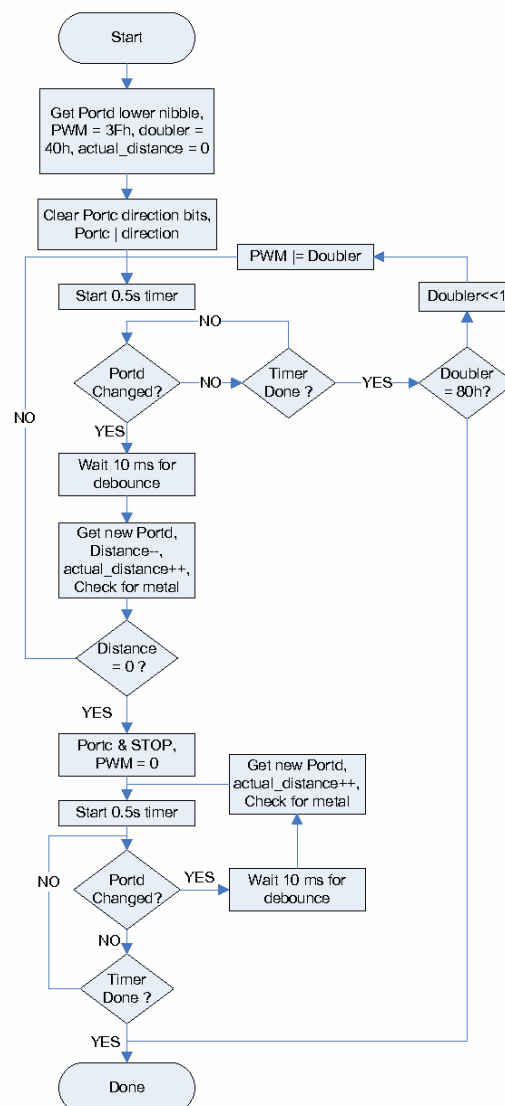 Start
Get Portd lower nibble,
PWM = 3Fh, doubler =
40h, actual_distance = 0
Clear Portc direction bits,
Portc | direction
PWM |= Doubler
Start 0.5s timer
Doubler<<1
NO
Portd
Changed?
NO
Timer
Done ?
YES
Doubler
= 80h?
NO
YES
Wait 10 ms for
debounce
Get new Portd,
Distance--,
actual_distance++,
Check for metal
Distance
= 0 ?
YES
Portc & STOP,
PWM = 0
Get new Portd,
actual_distance++,
Check for metal
Start 0.5s timer
NO
Portd
Changed?
YES
Wait 10 ms for
debounce
NO
Timer
Done ?
YES
Done